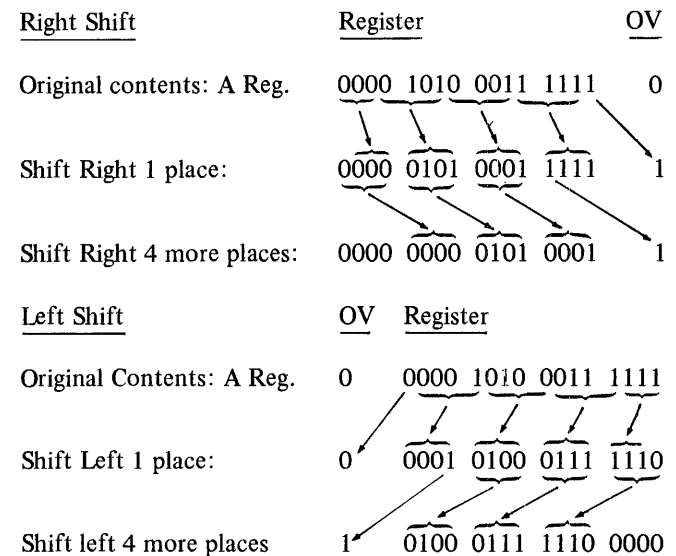 Right Shift Register OV
Original contents: A Reg. 0000 1010 0011 1111 0
Shift Right 1 place: 0000 0101 0001 1111 1
Shift Right 4 more places: 0000 0000 0101 0001 1
Left Shift OV Register
Original Contents: A Reg. 0 0000 1010 0011 1111
Shift Left 1 place: 0 0001 0100 0111 1110
Shift left 4 more places 1 0100 0111 1110 0000